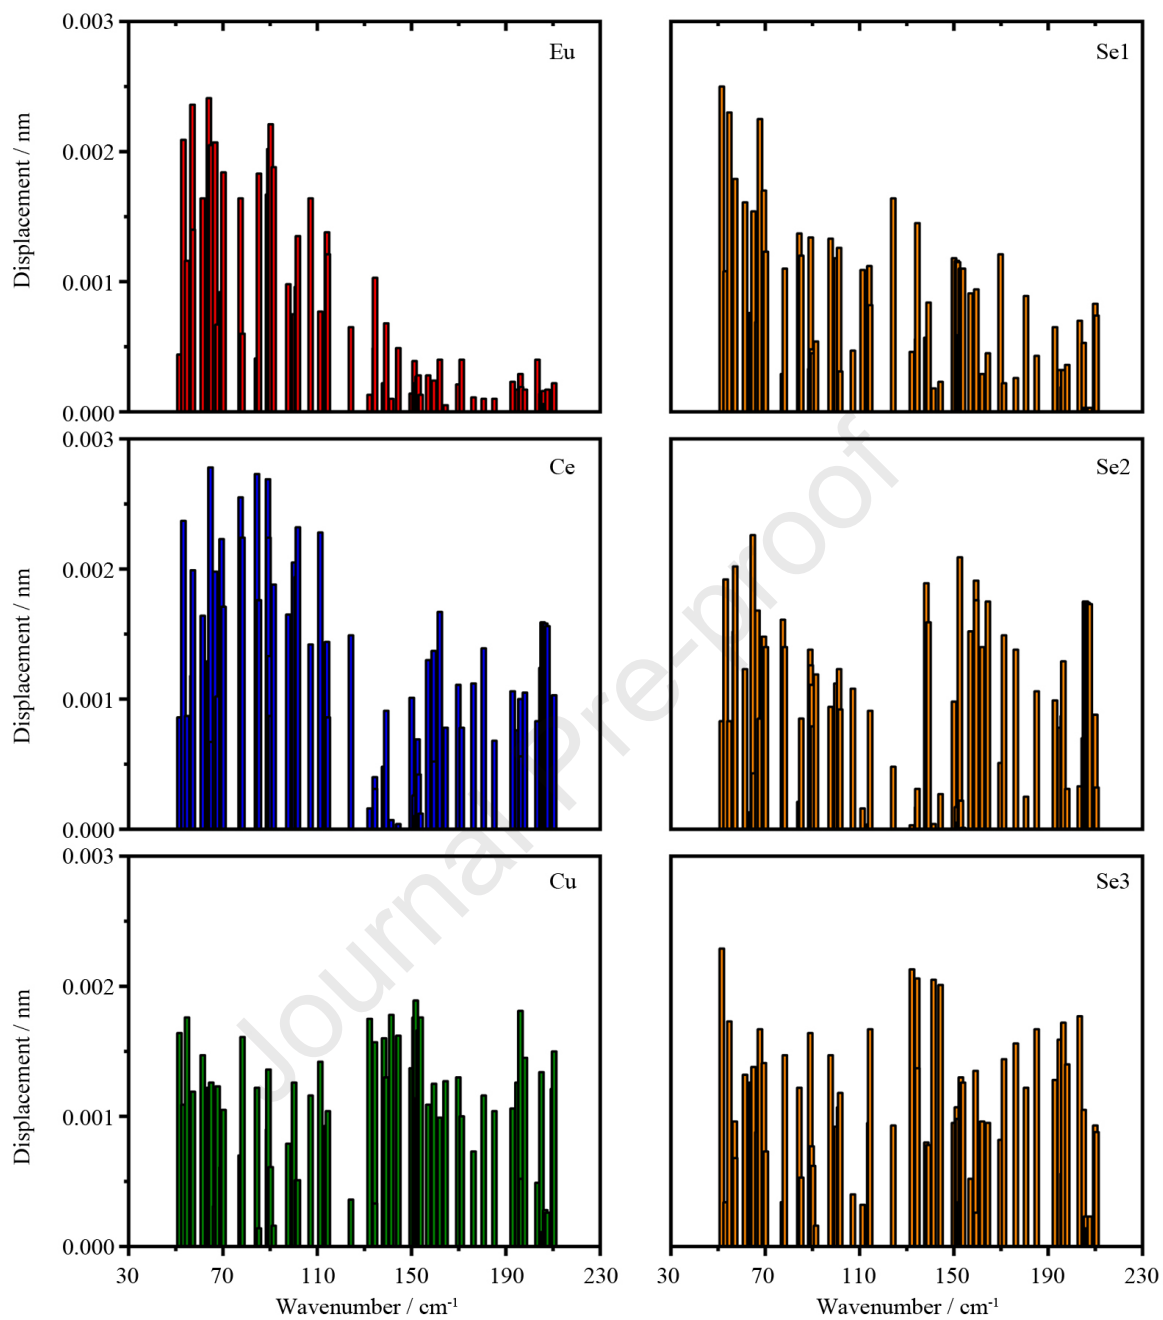 0.003
Eu
Se1
Displacement / nm
0.002
0.001
0.000
0.003
Ce
Se2
Displacement / nm
0.002
0.001
0.000
0.003
Cu
Se3
Displacement / nm
0.002
0.001
0.000
30 70 110 150 190 230
30 70 110 150 190 230
Wavenumber / cm⁻¹
Wavenumber / cm⁻¹
Journal Pre-proof